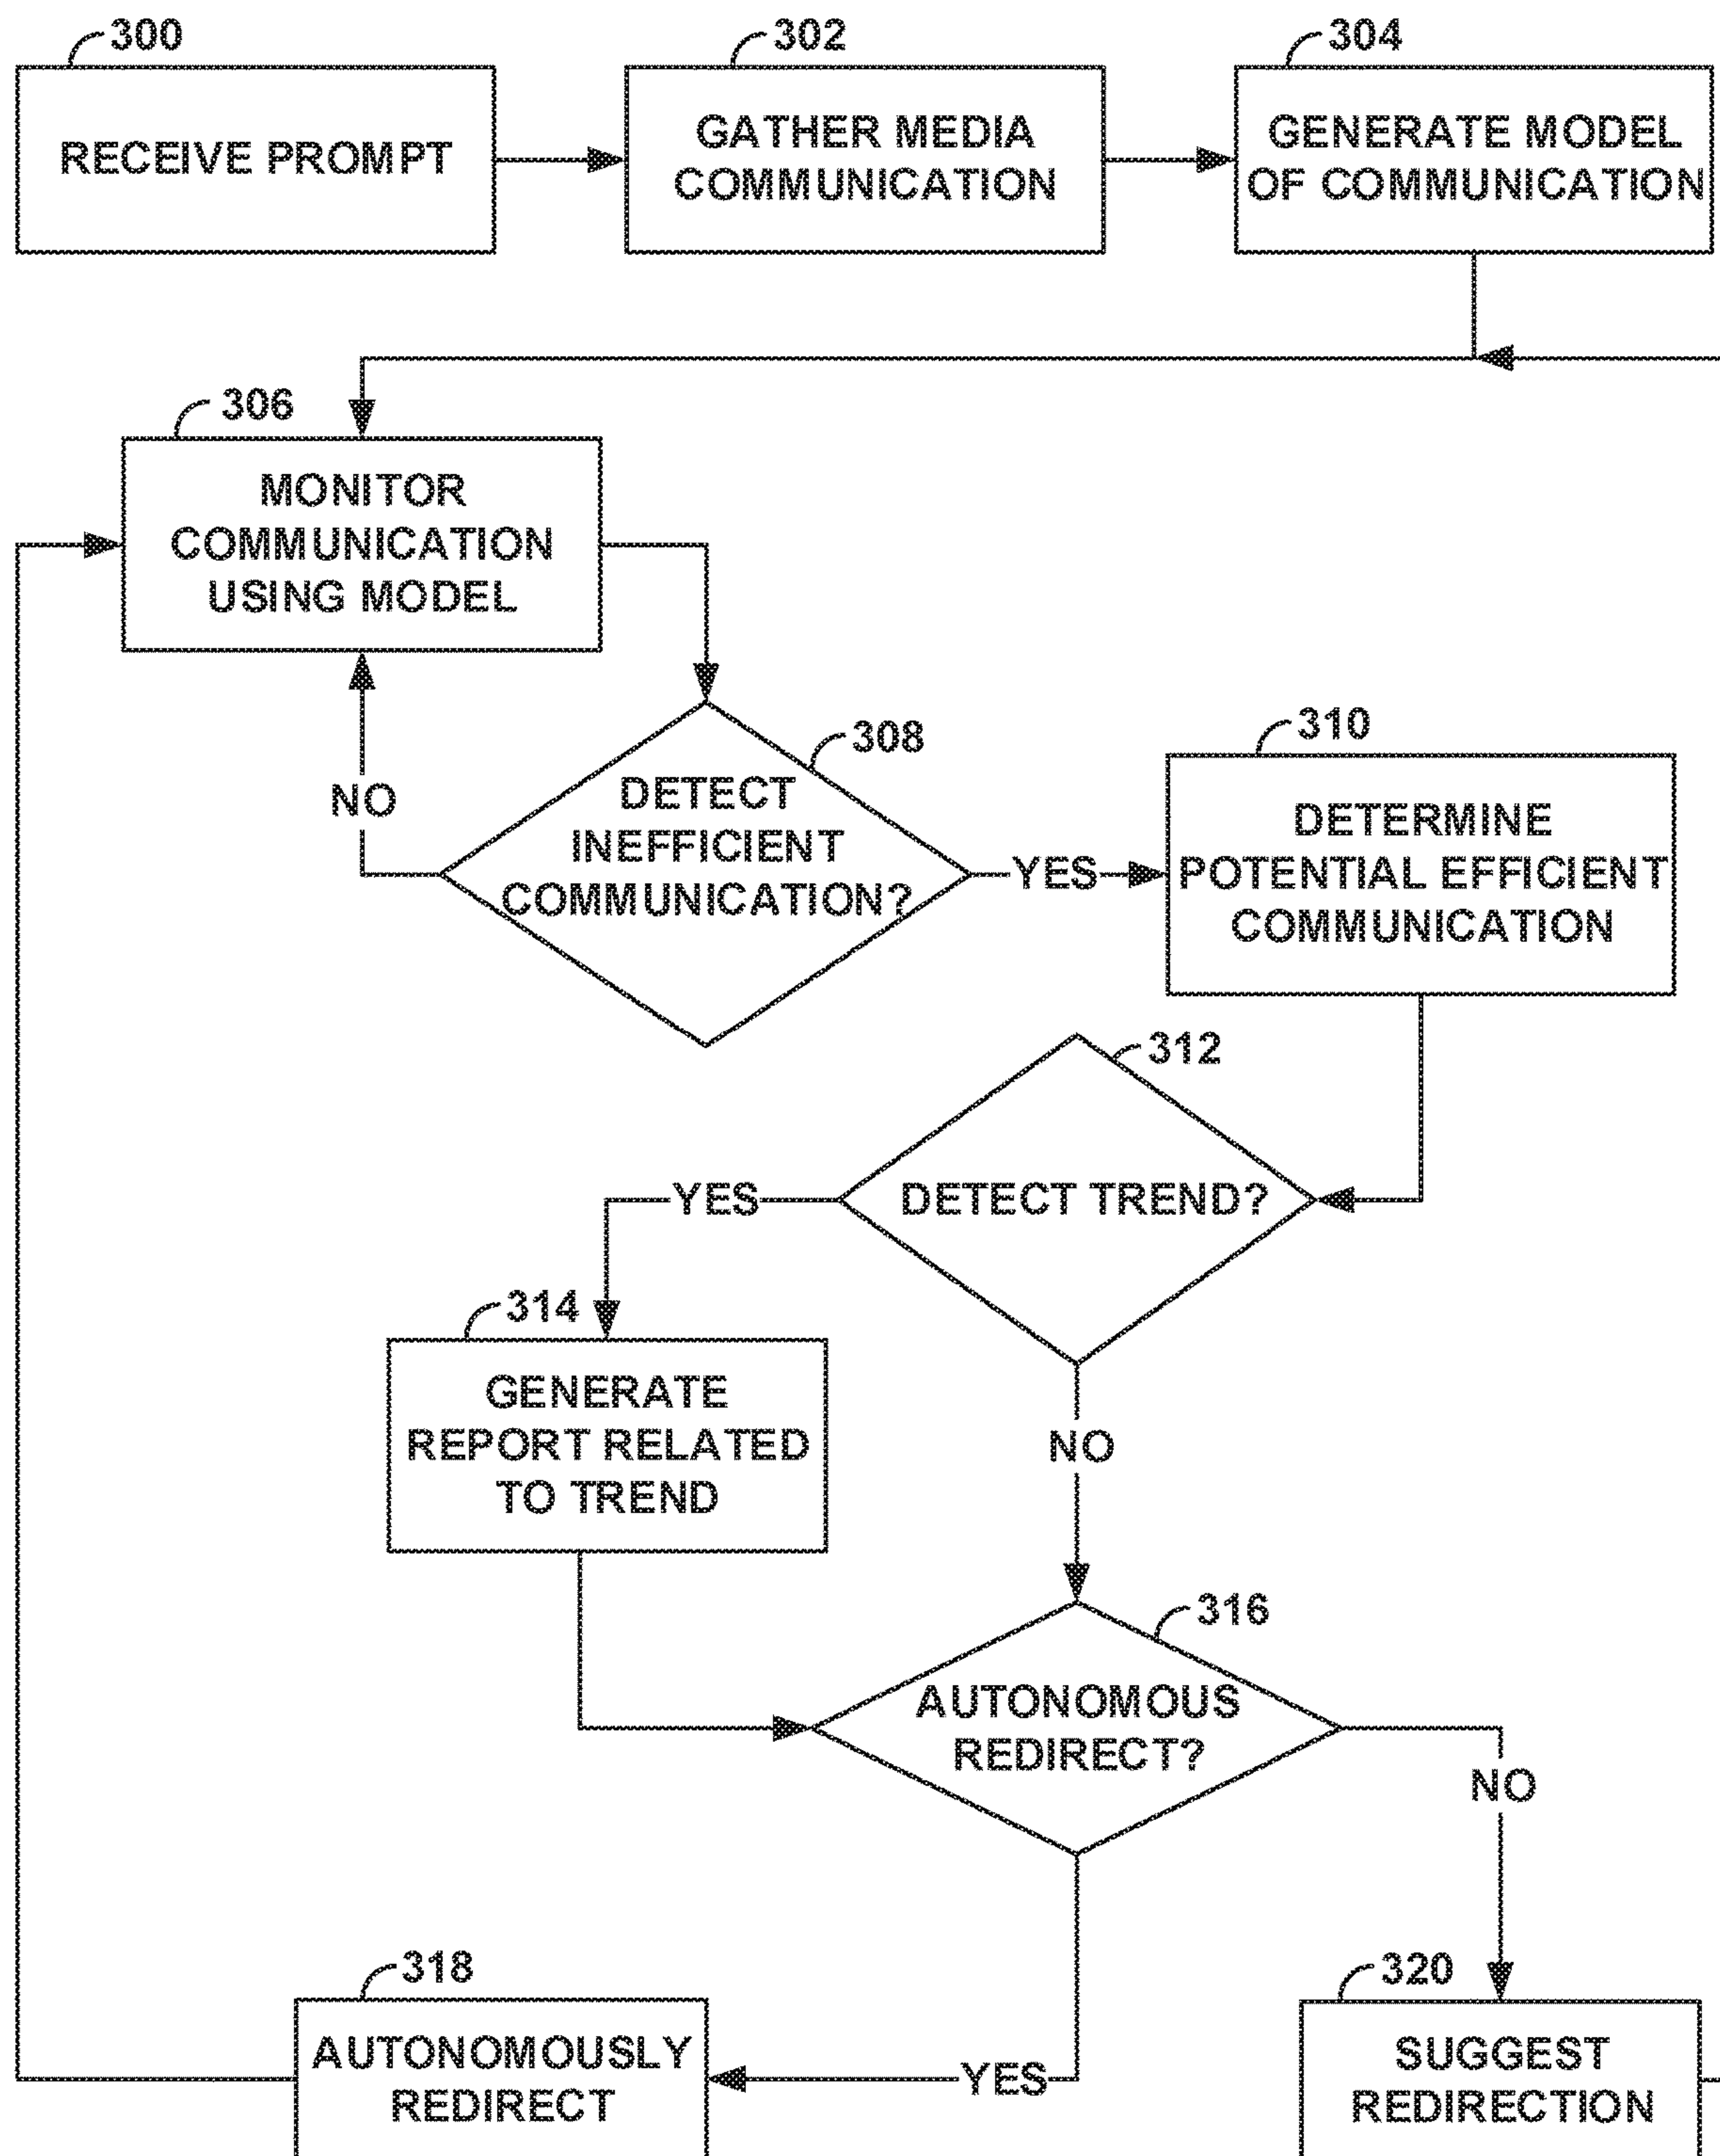 300
RECEIVE PROMPT
302
GATHER MEDIA
COMMUNICATION
304
GENERATE MODEL
OF COMMUNICATION
306
MONITOR
COMMUNICATION
USING MODEL
308
DETECT
INEFFICIENT
COMMUNICATION?
NO
YES
310
DETERMINE
POTENTIAL EFFICIENT
COMMUNICATION
312
DETECT TREND?
YES
NO
314
GENERATE
REPORT RELATED
TO TREND
316
AUTONOMOUS
REDIRECT?
NO
YES
318
AUTONOMOUSLY
REDIRECT
320
SUGGEST
REDIRECTION